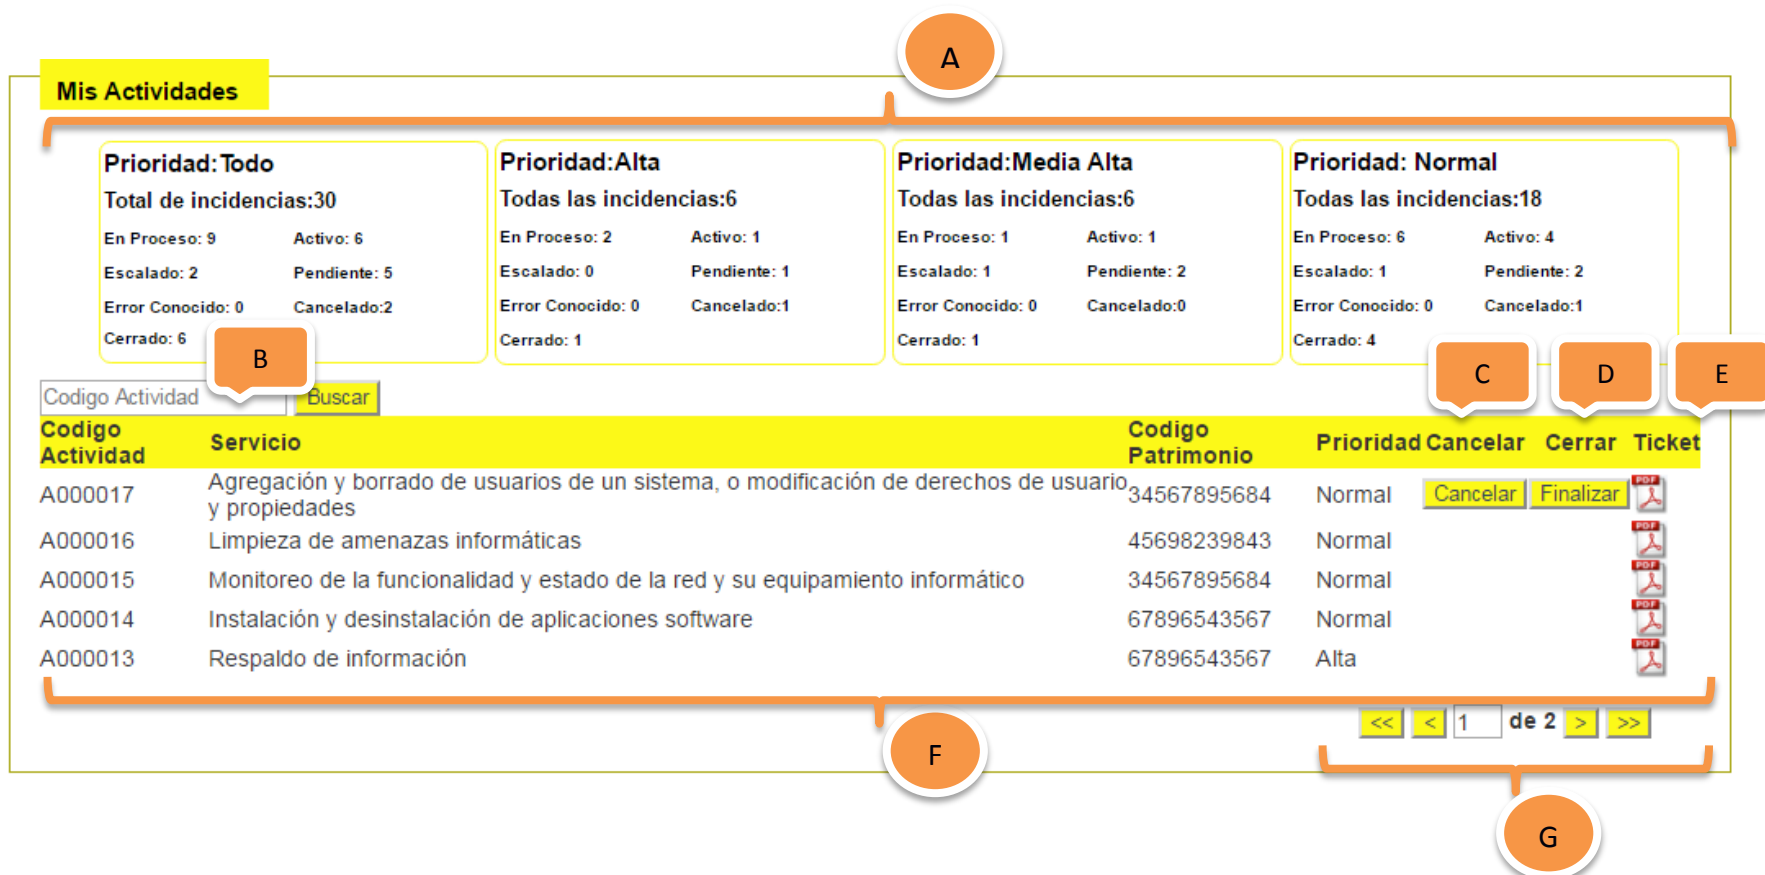 A
Mis Actividades
Prioridad:Todo
Total de incidencias:30
En Proceso: 9 Activo: 6
Escalado: 2 Pendiente: 5
Error Conocido: 0 Cancelado:2
Cerrado: 6
Prioridad:Alta
Todas las incidencias:6
En Proceso: 2 Activo: 1
Escalado: 0 Pendiente: 1
Error Conocido: 0 Cancelado:1
Cerrado: 1
Prioridad:Media Alta
Todas las incidencias:6
En Proceso: 1 Activo: 1
Escalado: 1 Pendiente: 2
Error Conocido: 0 Cancelado:0
Cerrado: 1
Prioridad: Normal
Todas las incidencias:18
En Proceso: 6 Activo: 4
Escalado: 1 Pendiente: 2
Error Conocido: 0 Cancelado:1
Cerrado: 4
B
C D E
Codigo Actividad Buscar
Codigo
Actividad Servicio Codigo
Patrimonio Prioridad Cancelar Cerrar Ticket
A000017 Agregación y borrado de usuarios de un sistema, o modificación de derechos de usuario
y propiedades 34567895684 Normal Cancelar Finalizar PDF
A000016 Limpieza de amenazas informáticas 45698239843 Normal PDF
A000015 Monitoreo de la funcionalidad y estado de la red y su equipamiento informático 34567895684 Normal PDF
A000014 Instalación y desinstalación de aplicaciones software 67896543567 Normal PDF
A000013 Respaldo de información 67896543567 Alta PDF
<< < 1 de 2 > >>
F
G